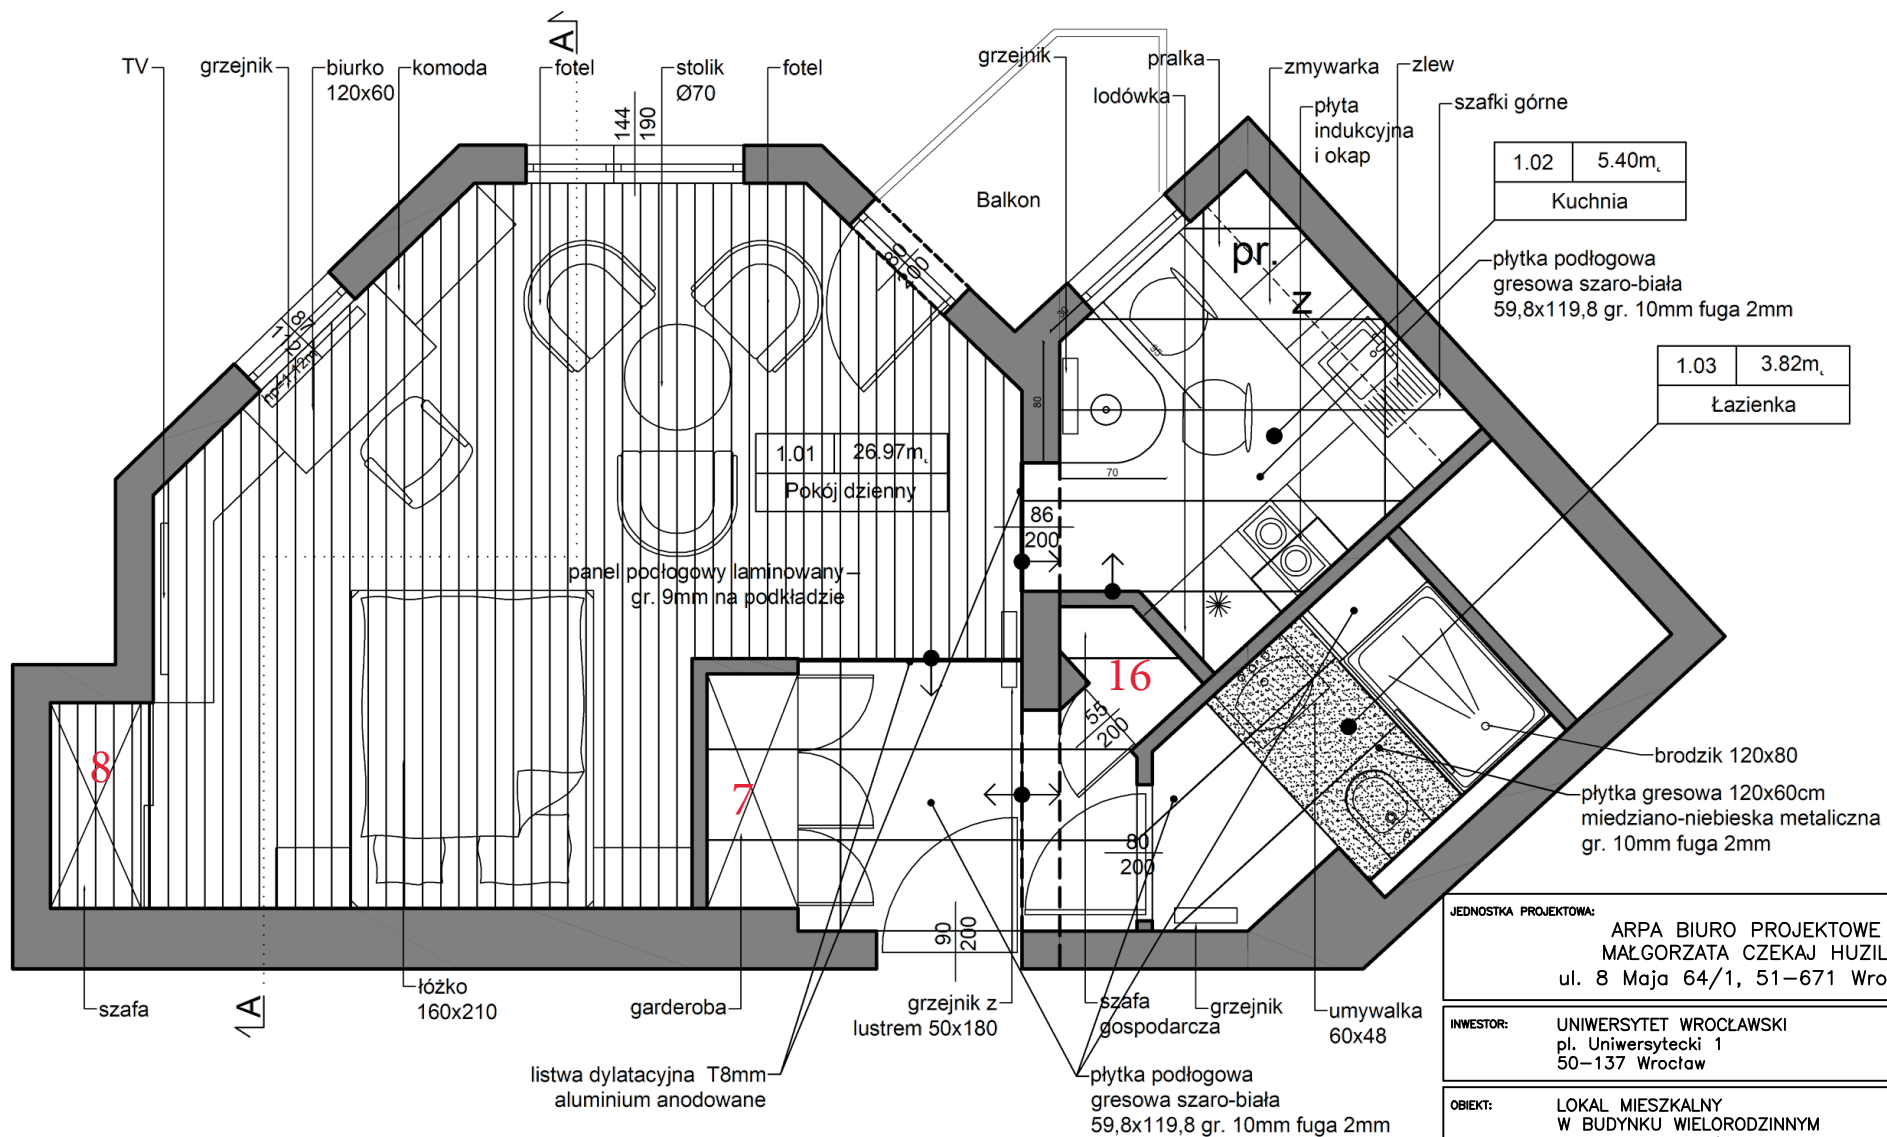 TV
grzejnik
biurko
120x60
komoda
A
fotel
144
190
stolik
Ø70
fotel
grzejnik
pralka
lodówka
zmywarka
płyta
indukcyjna
i okap
zlew
szafki górne
1.02 5.40m
Kuchnia
Balkon
płytka podłogowa
gresowa szaro-biała
59,8x119,8 gr. 10mm fuga 2mm
pr.
z
80
200
1.03 3.82m
Łazienka
30
95
80
70
1.01 26.97m
Pokój dzienny
86
200
panel podłogowy laminowany
gr. 9mm na podkładzie
16
55
200
8
7
80
200
90
200
brodzik 120x80
płytka gresowa 120x60cm
miedziano-niebieska metaliczna
gr. 10mm fuga 2mm
szafa
A
łóżko
160x210
garderoba
grzejnik z
lustrem 50x180
szafa
gospodarcza
grzejnik
umywalka
60x48
listwa dylatacyjna T8mm
aluminium anodowane
płytka podłogowa
gresowa szaro-biała
59,8x119,8 gr. 10mm fuga 2mm
JEDNOSTKA PROJEKTOWA:
ARPA BIURO PROJEKTOWE
MAŁGORZATA CZEKAJ HUZIL
ul. 8 Maja 64/1, 51-671 Wro
INWESTOR:
UNIWERSYTET WROCŁAWSKI
pl. Uniwersytecki 1
50-137 Wrocław
OBIEKT:
LOKAL MIESZKALNY
W BUDYNKU WIELORODZINNYM